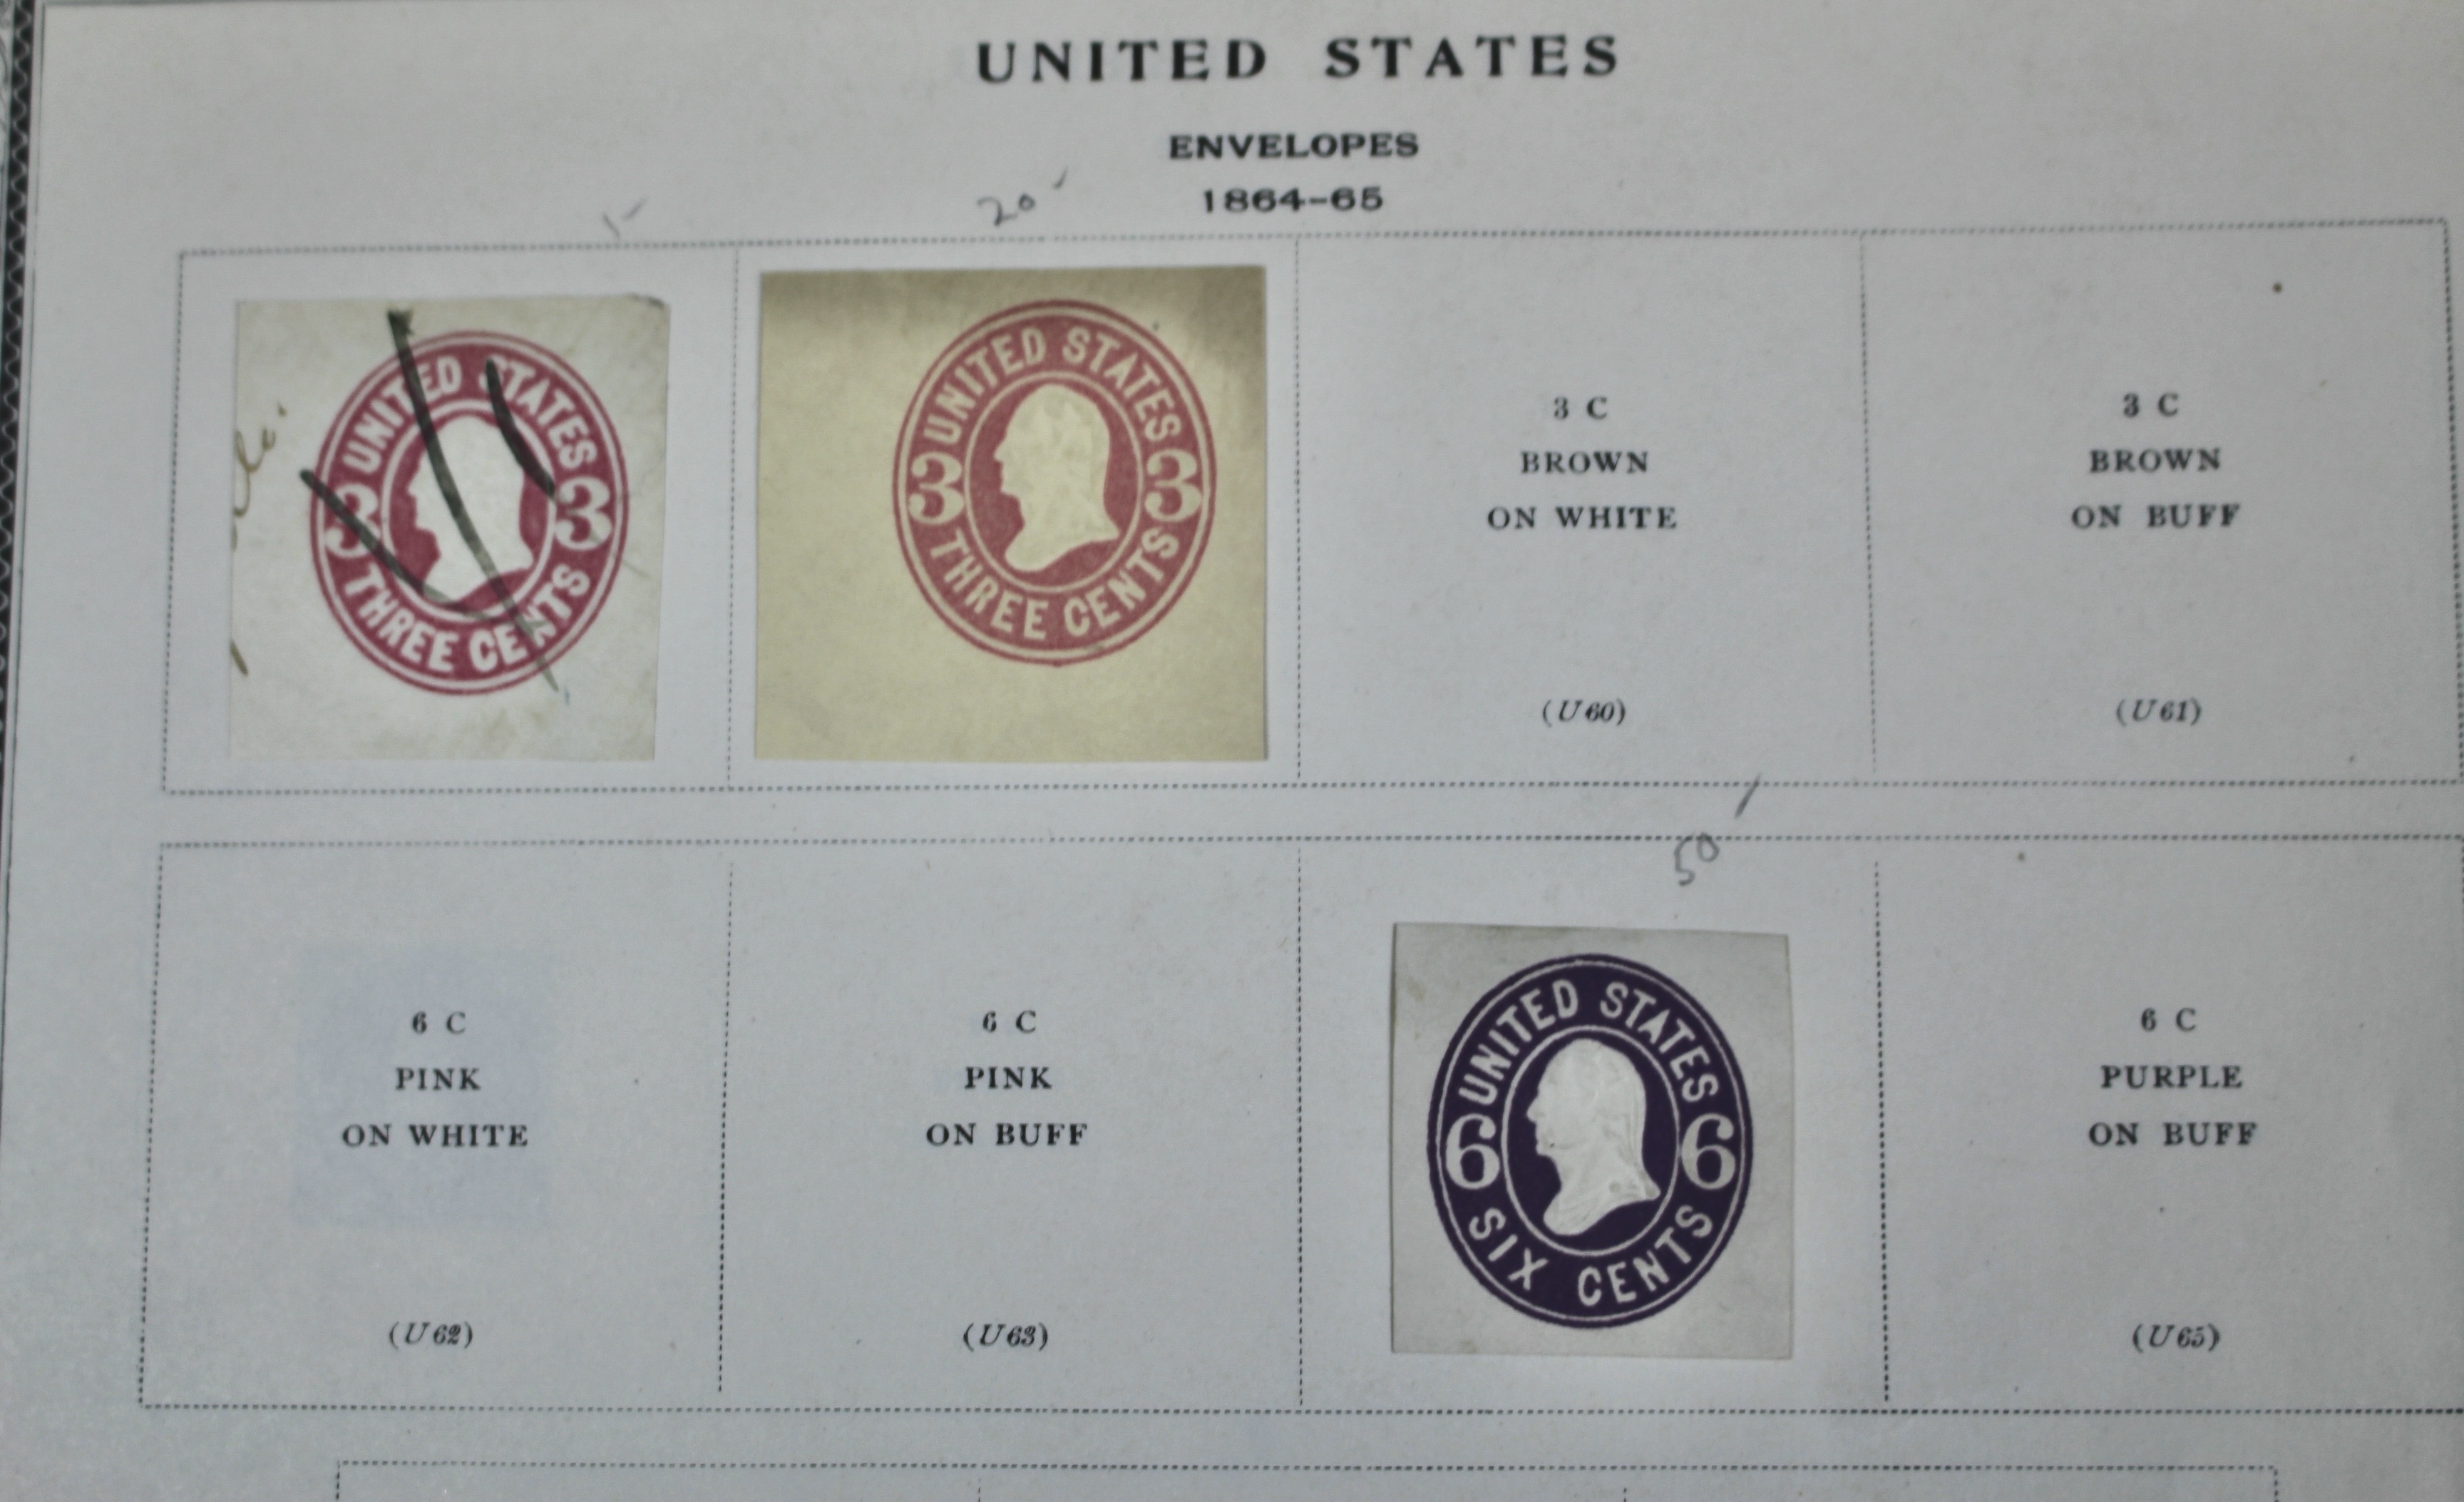 UNITED STATES
ENVELOPES
1864-65
20
UNITED STATES
3 3
THREE CENTS
UNITED STATES
3 3
THREE CENTS
3 C
BROWN
ON WHITE
(U60)
3 C
BROWN
ON BUFF
(U61)
50
6 C
PINK
ON WHITE
(U62)
6 C
PINK
ON BUFF
(U63)
UNITED STATES
6 6
SIX CENTS
6 C
PURPLE
ON BUFF
(U65)